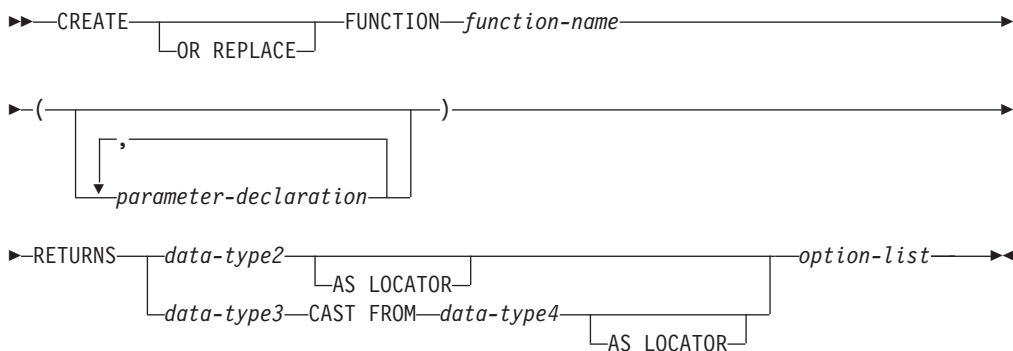 CREATE FUNCTION function-name
OR REPLACE
( )
,
parameter-declaration
RETURNS data-type2 option-list
AS LOCATOR
data-type3 CAST FROM data-type4
AS LOCATOR